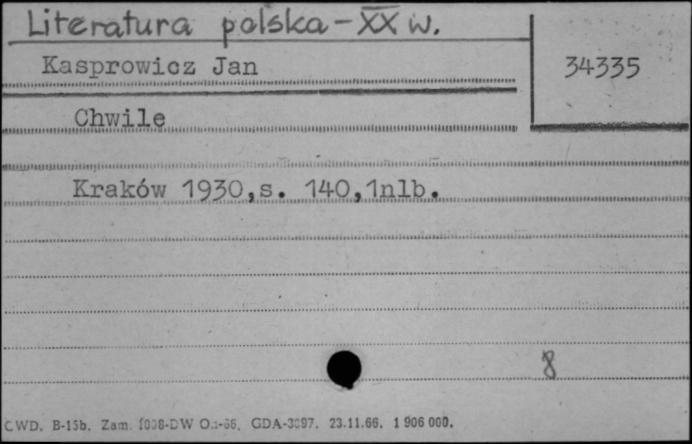 Literatura polska - XX w.
Kasprowicz Jan
34335
Chwile
Kraków 1930,s. 140,1nlb.
8
CWD. B-15b. Zam. GDA- 23.11.66. 1 906 000.